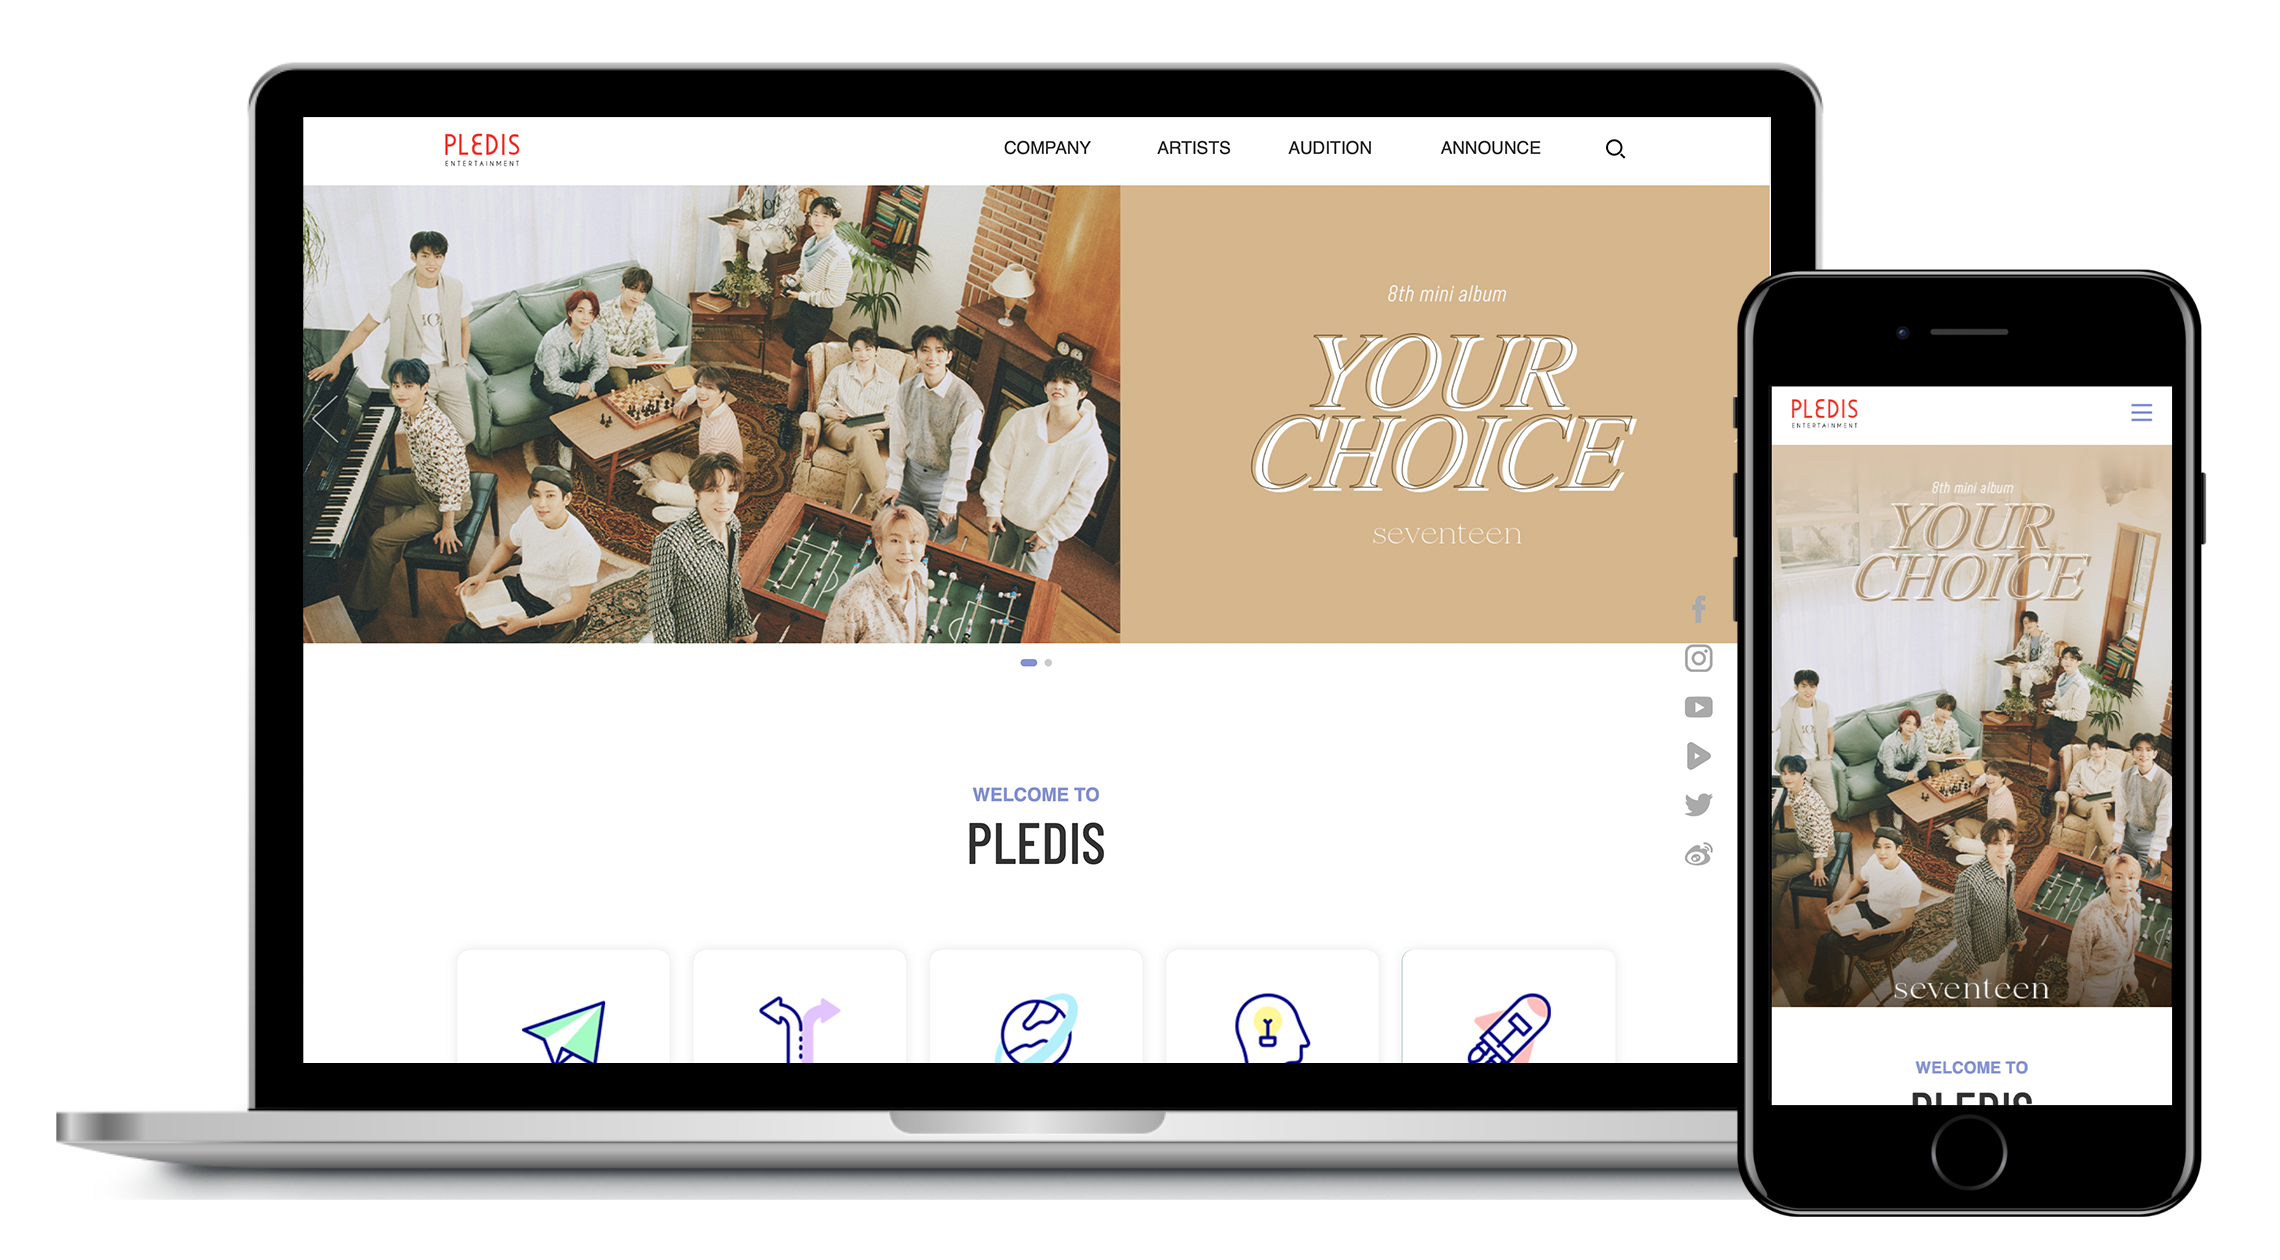 PLEDIS
ENTERTAINMENT
COMPANY
ARTISTS
AUDITION
ANNOUNCE
8th mini album
YOUR
CHOICE
seventeen
WELCOME TO
PLEDIS
PLEDIS
ENTERTAINMENT
8th mini album
YOUR
CHOICE
seventeen
WELCOME TO
PLEDIS